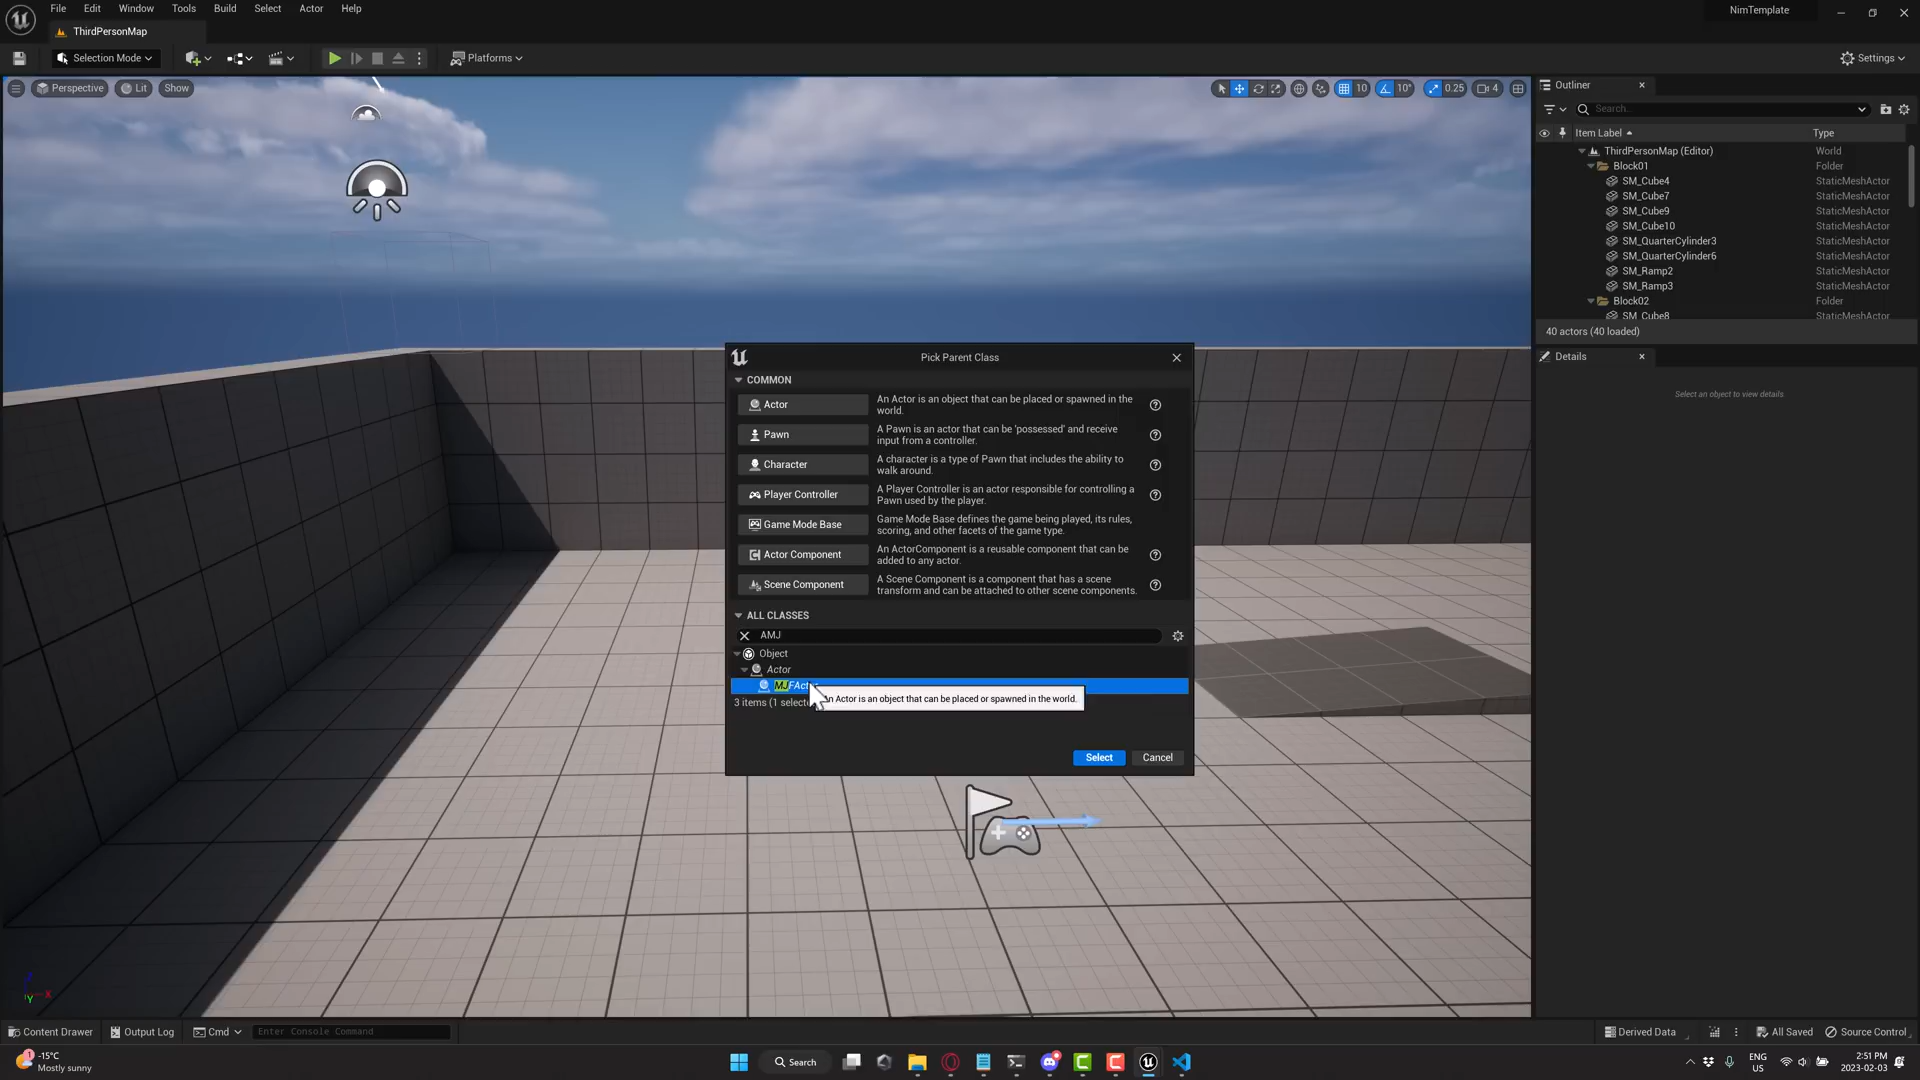 File Edit Window Tools Build Select Actor Help
NimTemplate
ThirdPersonMap
Selection Mode
Platforms
Settings
Perspective Lit Show
10 10° 0.25 4
Outliner
Search...
Item Label Type
ThirdPersonMap (Editor) World
Block01 Folder
SM_Cube4 StaticMeshActor
SM_Cube7 StaticMeshActor
SM_Cube9 StaticMeshActor
SM_Cube10 StaticMeshActor
SM_QuarterCylinder3 StaticMeshActor
SM_QuarterCylinder6 StaticMeshActor
SM_Ramp2 StaticMeshActor
SM_Ramp3 StaticMeshActor
Block02 Folder
SM_Cube8 StaticMeshActor
40 actors (40 loaded)
Details
Select an object to view details
Pick Parent Class
COMMON
Actor
An Actor is an object that can be placed or spawned in the
world.
Pawn
A Pawn is an actor that can be 'possessed' and receive
input from a controller.
Character
A character is a type of Pawn that includes the ability to
walk around.
Player Controller
A Player Controller is an actor responsible for controlling a
Pawn used by the player.
Game Mode Base
Game Mode Base defines the game being played, its rules,
scoring, and other facets of the game type.
Actor Component
An ActorComponent is a reusable component that can be
added to any actor.
Scene Component
A Scene Component is a component that has a scene
transform and can be attached to other scene components.
ALL CLASSES
AMJ
Object
Actor
3 items (1
Actor is an object that can be placed or spawned in the world.
Select Cancel
X
Content Drawer Output Log Cmd Enter Console Command
Derived Data All Saved Source Control
1 -15°C
Mostly sunny
Search
ENG
US
2:51 PM
2023-02-03